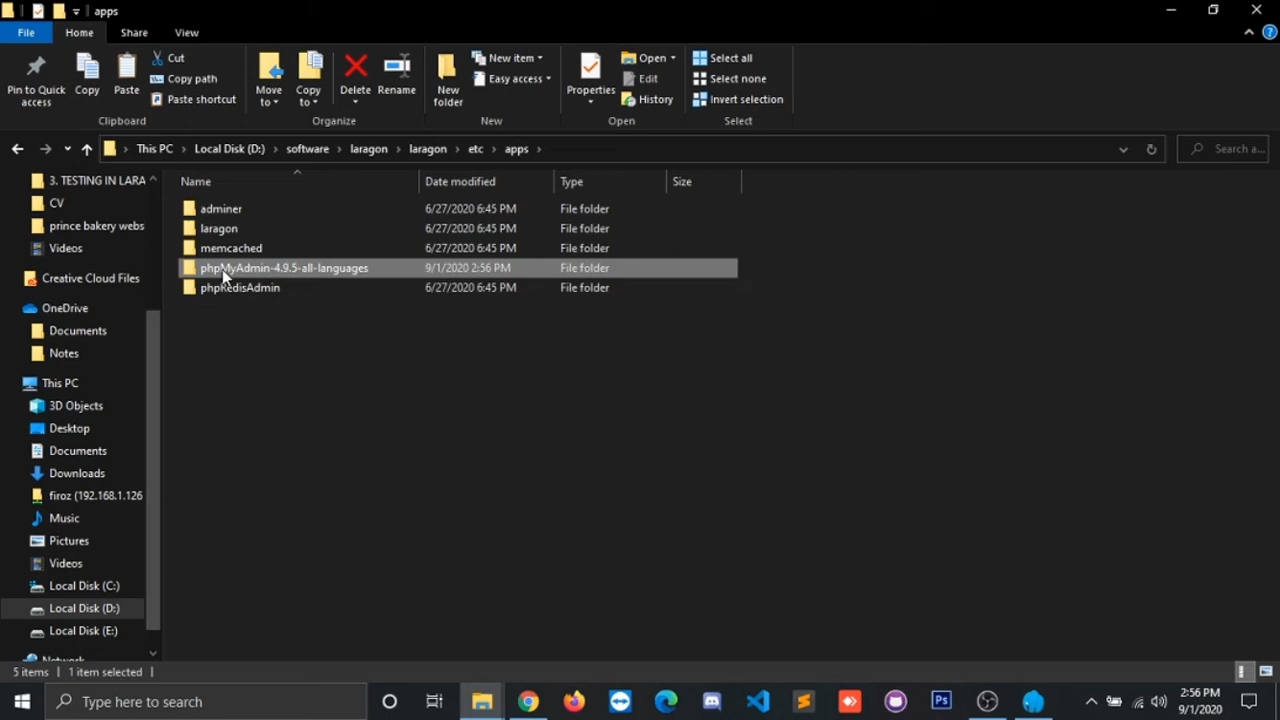 apps
File Home Share View
Pin to Quick access
Copy
Paste
Cut
Copy path
Paste shortcut
Clipboard
Move to
Copy to
Delete
Rename
Organize
New folder
New item
Easy access
New
Properties
Open
Edit
History
Open
Select all
Select none
Invert selection
Select
This PC > Local Disk (D:) > software > laragon > laragon > etc > apps >
Search a...
3. TESTING IN LARA
CV
prince bakery webs
Videos
Creative Cloud Files
OneDrive
Documents
Notes
This PC
3D Objects
Desktop
Documents
Downloads
firoz (192.168.1.126
Music
Pictures
Videos
Local Disk (C:)
Local Disk (D:)
Local Disk (E:)
Network
Name Date modified Type Size
adminer 6/27/2020 6:45 PM File folder
laragon 6/27/2020 6:45 PM File folder
memcached 6/27/2020 6:45 PM File folder
phpMyAdmin-4.9.5-all-languages 9/1/2020 2:56 PM File folder
phpRedisAdmin 6/27/2020 6:45 PM File folder
5 items 1 item selected
Type here to search
Ps
2:56 PM
9/1/2020